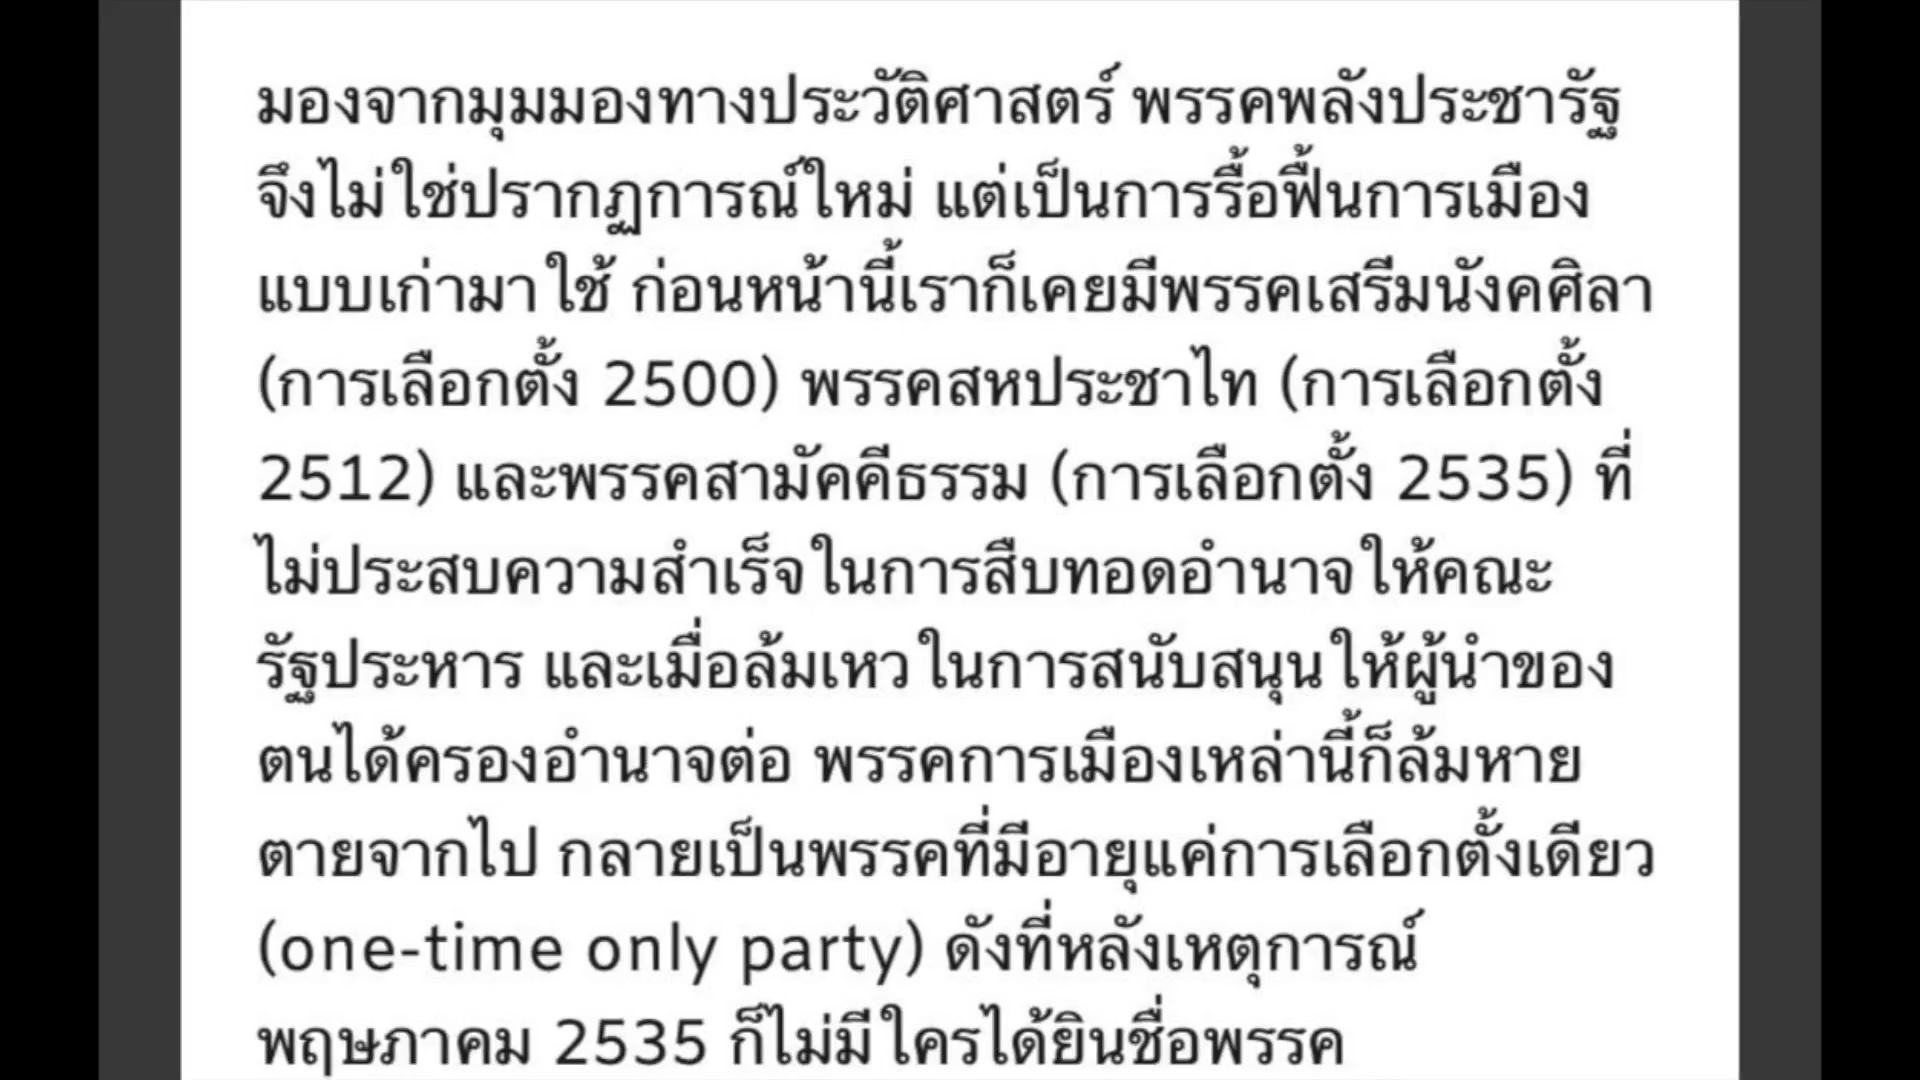 มองจากมุมมองทางประวัติศาสตร์ พรรคพลังประชารัฐ
จึงไม่ใช่ปรากฏการณ์ใหม่ แต่เป็นการรื้อฟื้นการเมือง
แบบเก่ามาใช้ ก่อนหน้านี้เราก็เคยมีพรรคเสรีมนังคศิลา
(การเลือกตั้ง 2500) พรรคสหประชาไท (การเลือกตั้ง
2512) และพรรคสามัคคีธรรม (การเลือกตั้ง 2535) ที่
ไม่ประสบความสำเร็จในการสืบทอดอำนาจให้คณะ
รัฐประหาร และเมื่อล้มเหวในการสนับสนุนให้ผู้นำของ
ตนได้ครองอำนาจต่อ พรรคการเมืองเหล่านี้ก็ล้มหาย
ตายจากไป กลายเป็นพรรคที่มีอายุแค่การเลือกตั้งเดียว
(one-time only party) ดังที่หลังเหตุการณ์
พฤษภาคม 2535 ก็ไม่มีใครได้ยินชื่อพรรค